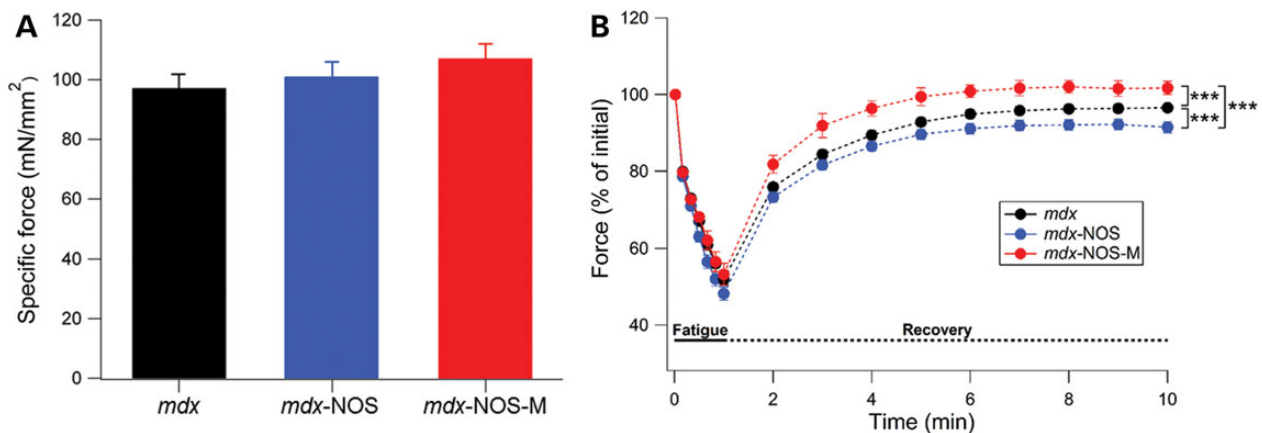 A
Specific force (mN/mm²)
120
100
80
60
40
20
0
mdx
mdx-NOS
mdx-NOS-M
B
Force (% of initial)
120
100
80
60
40
***
***
***
mdx
mdx-NOS
mdx-NOS-M
Fatigue
Recovery
0 2 4 6 8 10
Time (min)